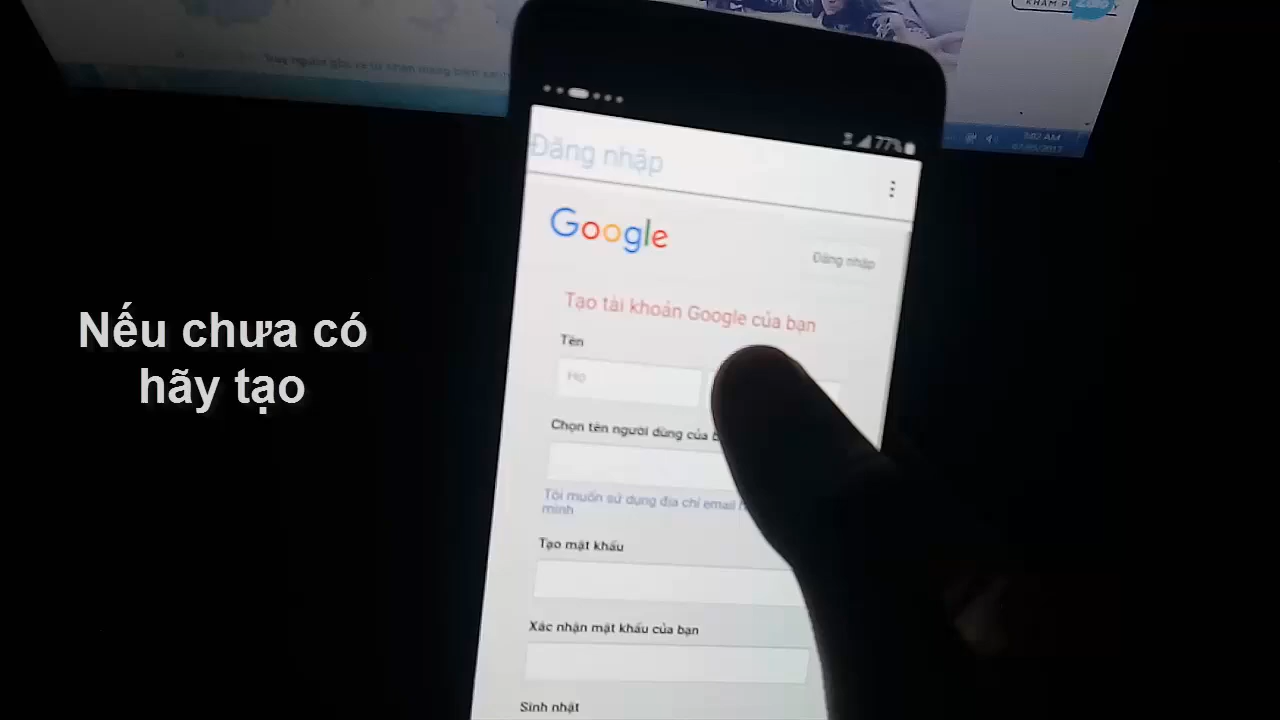 77%
Đăng nhập
Google
Đăng nhập
Tạo tài khoản Google của bạn
Tên
Họ
Nếu chưa có
hãy tạo
Chọn tên người dùng của
Tôi muốn sử dụng địa chỉ email
mình
Tạo mật khẩu
Xác nhận mật khẩu của bạn
Sinh nhật